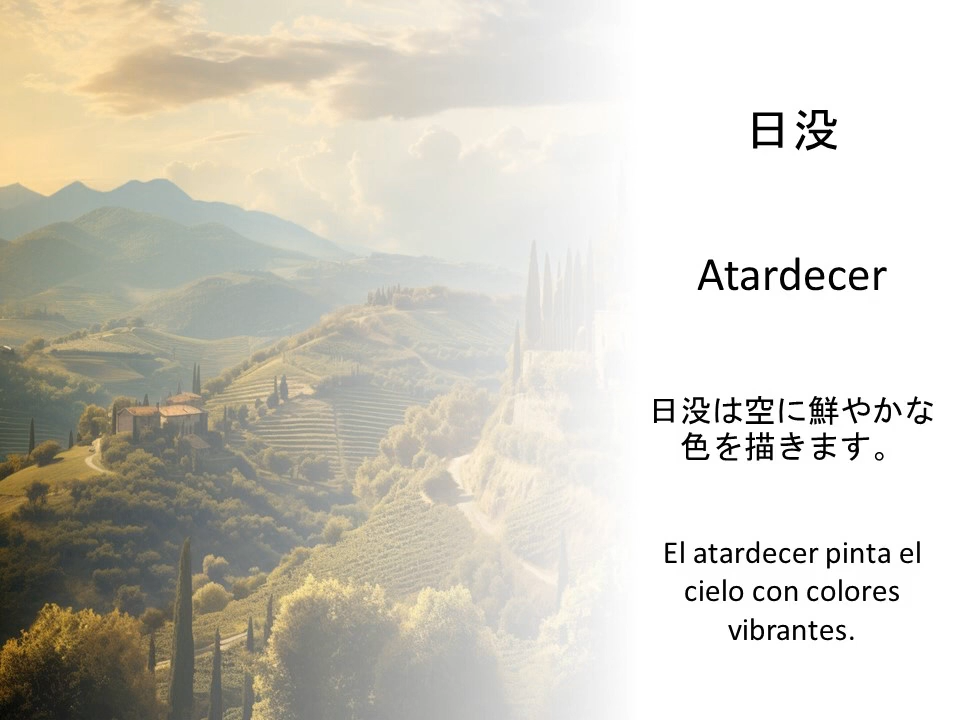 日没
Atardecer
日没は空に鮮やかな
色を描きます。
El atardecer pinta el
cielo con colores
vibrantes.